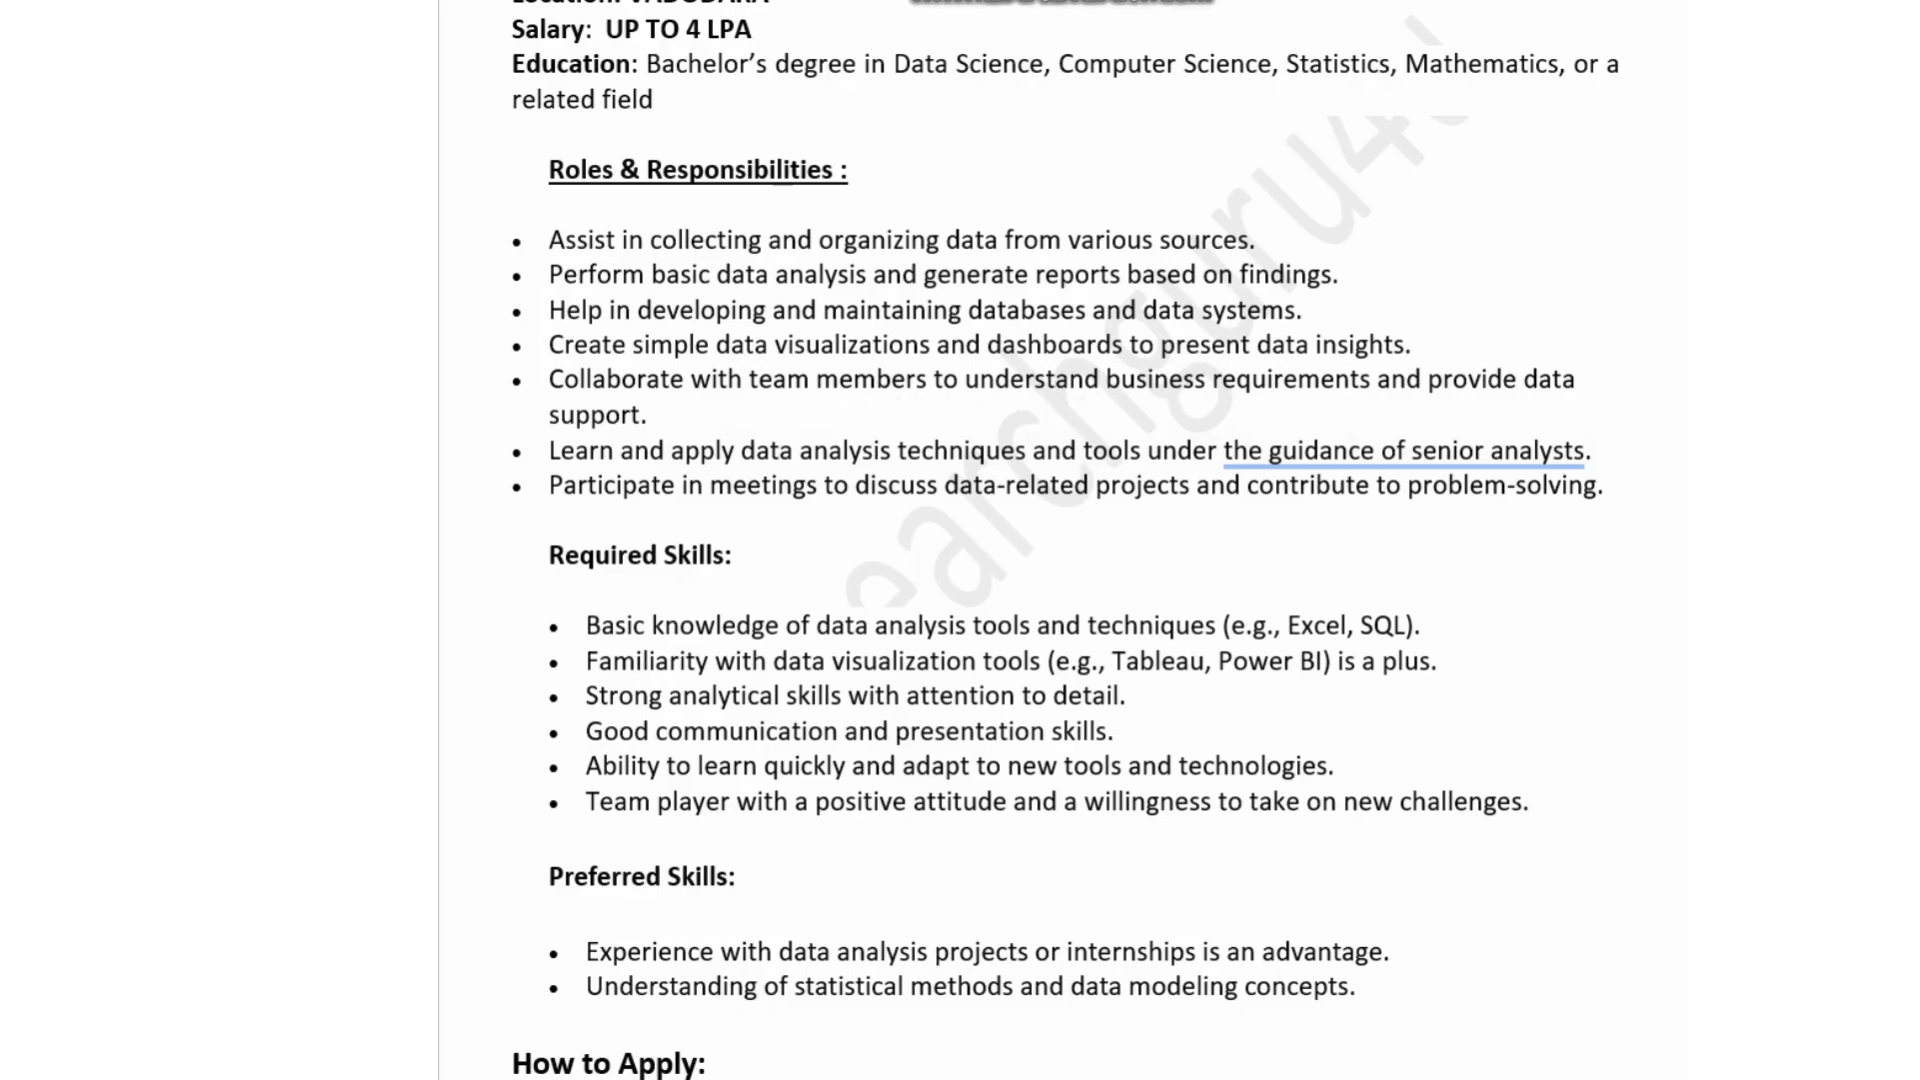 Location: VADODARA
Salary: UP TO 4 LPA
Education: Bachelor’s degree in Data Science, Computer Science, Statistics, Mathematics, or a
related field
Roles & Responsibilities :
• Assist in collecting and organizing data from various sources.
• Perform basic data analysis and generate reports based on findings.
• Help in developing and maintaining databases and data systems.
• Create simple data visualizations and dashboards to present data insights.
• Collaborate with team members to understand business requirements and provide data
support.
• Learn and apply data analysis techniques and tools under the guidance of senior analysts.
• Participate in meetings to discuss data-related projects and contribute to problem-solving.
Required Skills:
• Basic knowledge of data analysis tools and techniques (e.g., Excel, SQL).
• Familiarity with data visualization tools (e.g., Tableau, Power BI) is a plus.
• Strong analytical skills with attention to detail.
• Good communication and presentation skills.
• Ability to learn quickly and adapt to new tools and technologies.
• Team player with a positive attitude and a willingness to take on new challenges.
Preferred Skills:
• Experience with data analysis projects or internships is an advantage.
• Understanding of statistical methods and data modeling concepts.
How to Apply: